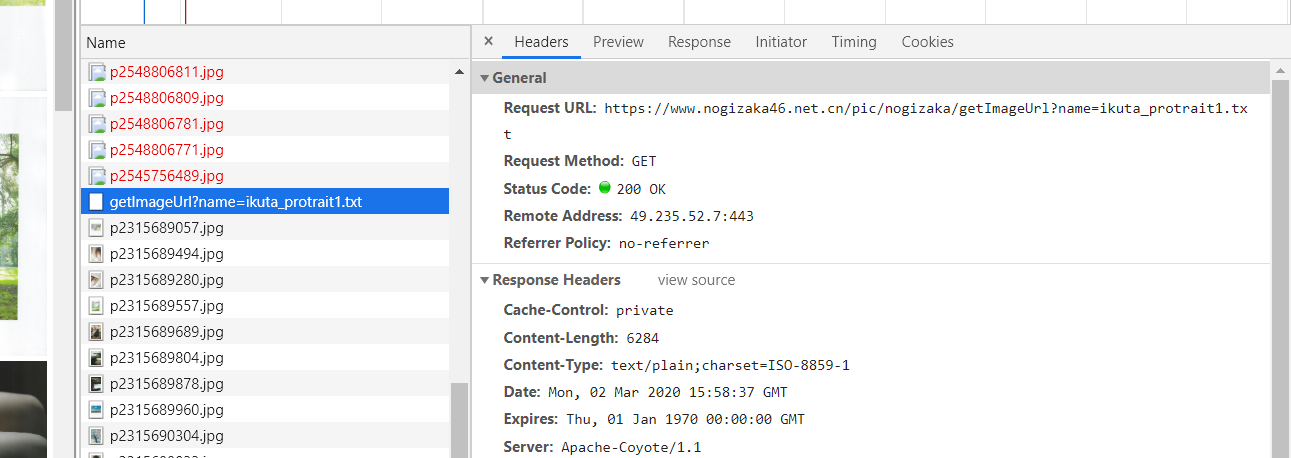 Name
p2548806811.jpg
p2548806809.jpg
p2548806781.jpg
p2548806771.jpg
p2545756489.jpg
getImageUrl?name=ikuta_protrait1.txt
p2315689057.jpg
p2315689494.jpg
p2315689280.jpg
p2315689557.jpg
p2315689689.jpg
p2315689804.jpg
p2315689878.jpg
p2315689960.jpg
p2315690304.jpg
× Headers Preview Response Initiator Timing Cookies
General
Request URL: https://www.nogizaka46.net.cn/pic/nogizaka/getImageUrl?name=ikuta_protrait1.tx
t
Request Method: GET
Status Code: 200 OK
Remote Address: 49.235.52.7:443
Referrer Policy: no-referrer
Response Headers view source
Cache-Control: private
Content-Length: 6284
Content-Type: text/plain;charset=ISO-8859-1
Date: Mon, 02 Mar 2020 15:58:37 GMT
Expires: Thu, 01 Jan 1970 00:00:00 GMT
Server: Apache-Coyote/1.1